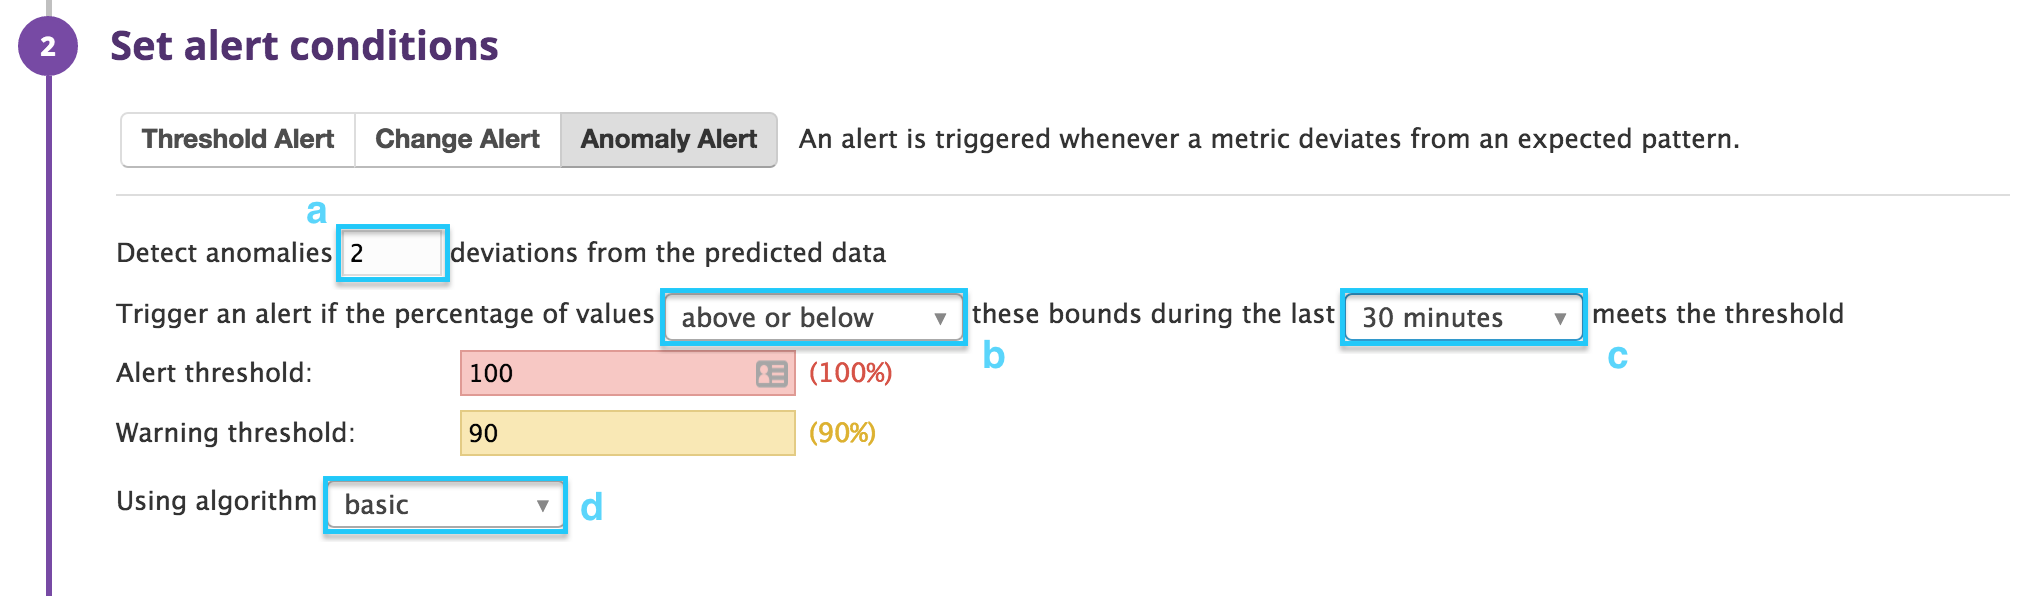 2 Set alert conditions
Threshold Alert Change Alert Anomaly Alert An alert is triggered whenever a metric deviates from an expected pattern.
a
Detect anomalies 2 deviations from the predicted data
Trigger an alert if the percentage of values above or below these bounds during the last 30 minutes meets the threshold
b c
Alert threshold: 100 (100%)
Warning threshold: 90 (90%)
Using algorithm basic d